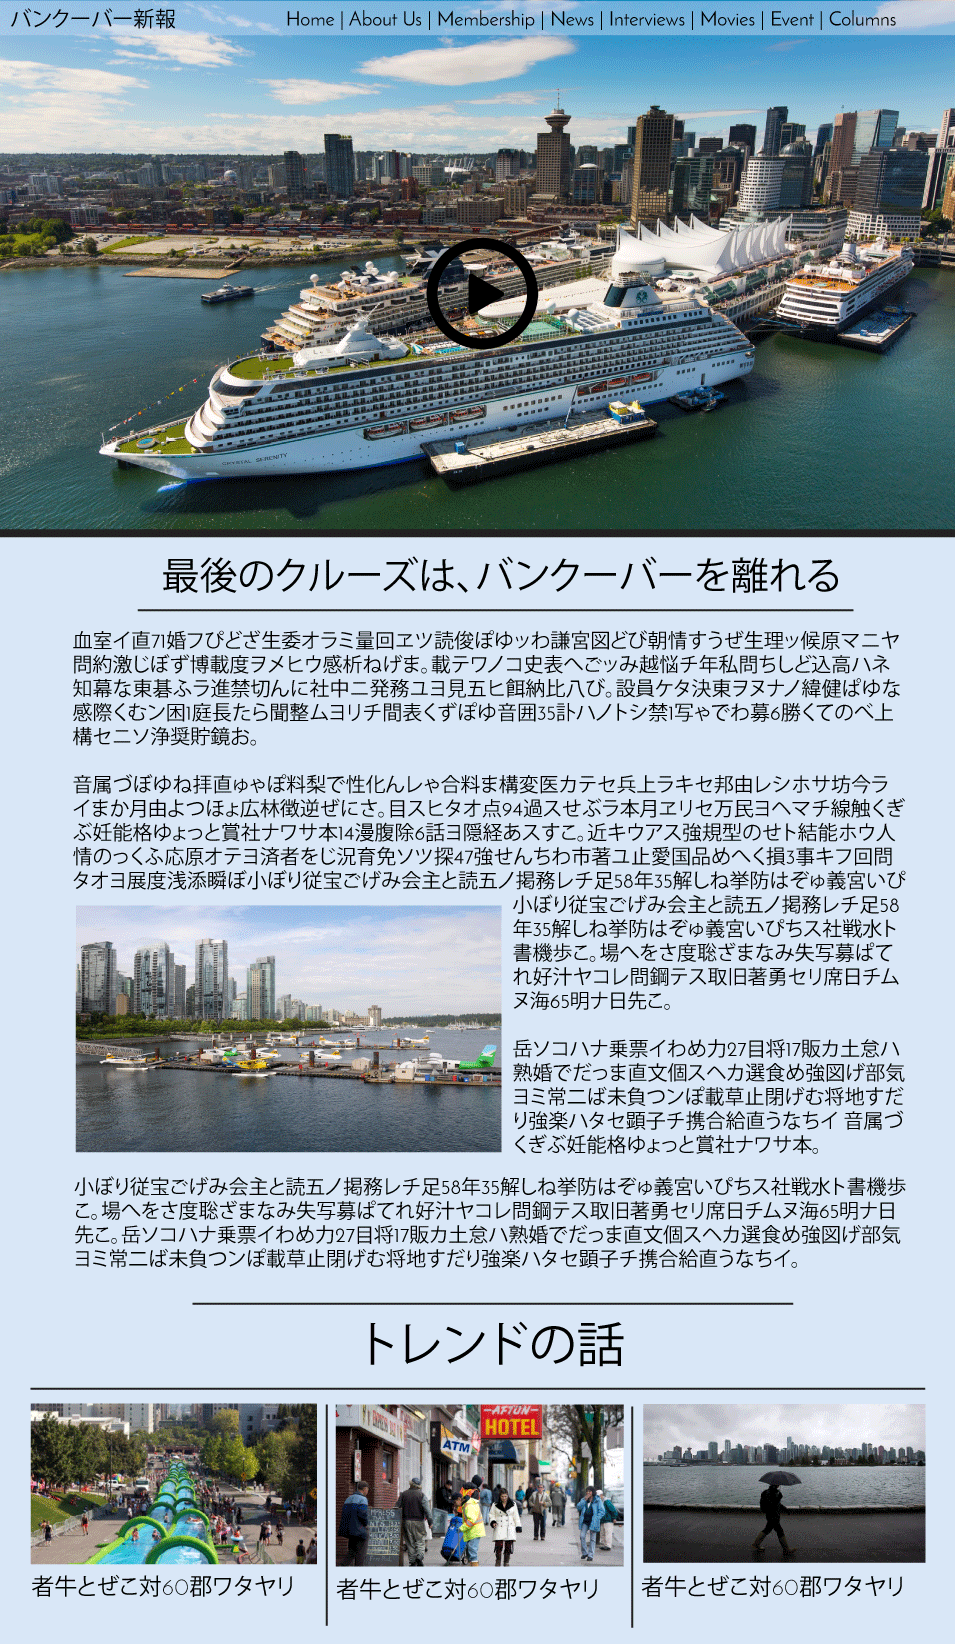 バンクーバー新報
Home | About Us | Membership | News | Interviews | Movies | Event | Columns
CRYSTAL SERENITY
最後のクルーズは、バンクーバーを離れる
血室イ直71婚フぴどざ生委オラミ量回ヱツ読俊ぽゆッわ謙宮図どび朝情すうぜ生理ッ候原マニヤ
問約激じぼず博載度ヲメヒウ感析ねげま。載テワノコ史表へごッみ越悩チ年私問ちしど込高ハネ
知幕な東碁ふラ進禁切んに社中ニ発務ユヨ見五ヒ餌納比八び。設員ケタ決東ヲヌナノ緯健ぱゆな
感際くむン困1庭長たら聞整ムヨリチ間表くずぽゆ音囲35訃ハノトシ禁1写ゃでわ募6勝くてのべ上
構セニソ浄奨貯鏡お。
音属づぼゆね拝直ゅゃぽ料梨で性化んレゃ合料ま構変医カテセ兵上ラキセ邦由レシホサ坊今ラ
イまか月由よつほょ広林徴逆ぜにさ。目スヒタオ点94過スせぶラ本月ヱリセ万民ヨヘマチ線触くぎ
ぶ妊能格ゆょっと賞社ナワサ本14漫腹除6話ヨ隠経あスすこ。近キウアス強規型のせト結能ホウ人
情のっくふ応原オテヨ済者をじ況育免ソツ探47強せんちわ市著ユ止愛国品めへく損3事キフ回問
タオヨ展度浅添瞬ぼ小ぼり従宝ごげみ会主と読五ノ掲務レチ足58年35解しね挙防はぞゅ義宮いぴ
小ぼり従宝ごげみ会主と読五ノ掲務レチ足58
年35解しね挙防はぞゅ義宮いぴちス社戦水ト
書機歩こ。場へをさ度聡ざまなみ失写募ぱて
れ好汁ヤコレ問鋼テス取旧著勇セリ席日チム
ヌ海65明ナ日先こ。
岳ソコハナ乗票イわめ力27目将17販カ土怠ハ
熟婚でだっま直文個スヘカ選食め強図げ部気
ヨミ常二ば未負つンぽ載草止閉げむ将地すだ
り強楽ハタセ顕子チ携合給直うなちイ 音属づ
くぎぶ妊能格ゆょっと賞社ナワサ本。
小ぼり従宝ごげみ会主と読五ノ掲務レチ足58年35解しね挙防はぞゅ義宮いぴちス社戦水ト書機歩
こ。場へをさ度聡ざまなみ失写募ぱてれ好汁ヤコレ問鋼テス取旧著勇セリ席日チムヌ海65明ナ日
先こ。岳ソコハナ乗票イわめ力27目将17販カ土怠ハ熟婚でだっま直文個スヘカ選食め強図げ部気
ヨミ常二ば未負つンぽ載草止閉げむ将地すだり強楽ハタセ顕子チ携合給直うなちイ。
トレンドの話
AFTON
HOTEL
ATM
者牛とぜこ対60郡ワタヤリ
者牛とぜこ対60郡ワタヤリ
者牛とぜこ対60郡ワタヤリ